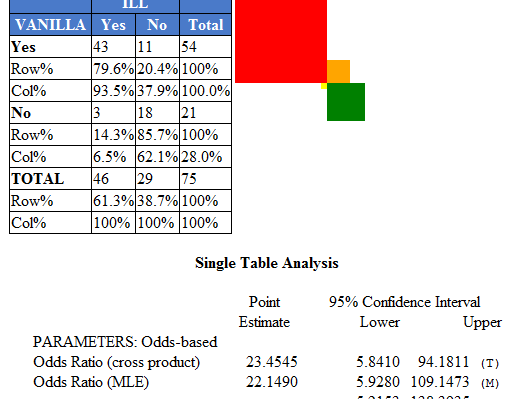 ILL
VANILLA Yes No Total
Yes 43 11 54
Row% 79.6% 20.4% 100%
Col% 93.5% 37.9% 100.0%
No 3 18 21
Row% 14.3% 85.7% 100%
Col% 6.5% 62.1% 28.0%
TOTAL 46 29 75
Row% 61.3% 38.7% 100%
Col% 100% 100% 100%
Single Table Analysis
Point 95% Confidence Interval
Estimate Lower Upper
PARAMETERS: Odds-based
Odds Ratio (cross product) 23.4545 5.8410 94.1811 (T)
Odds Ratio (MLE) 22.1490 5.9280 109.1473 (M)